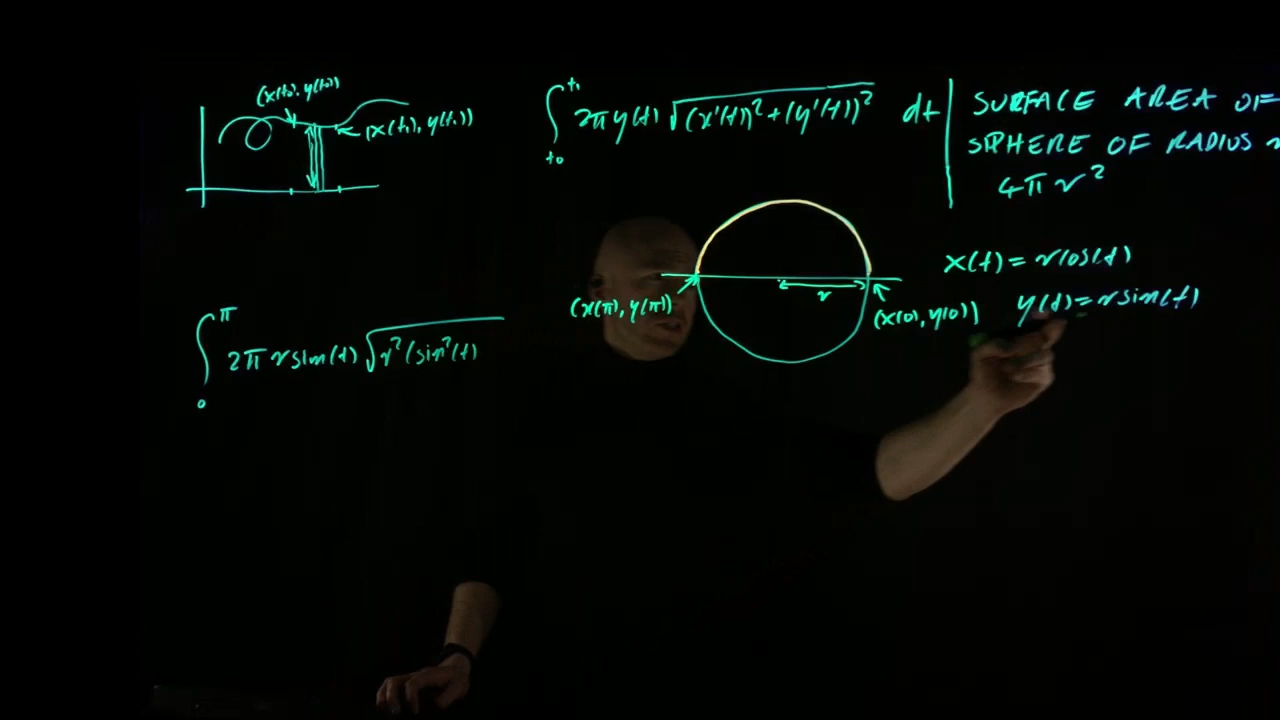 (x(t₀), y(t₀))
(x(t₁), y(t₁))
∫ t₁ t₀ 2π y(t) √(x'(t))² + (y'(t))² dt
SURFACE AREA OF
SPHERE OF RADIUS r
4πr²
x(t) = r cos(t)
y(t) = r sin(t)
r
(x(π), y(π))
(x(0), y(0))
∫ π 0 2π r sin(t) √r² (sin²(t)